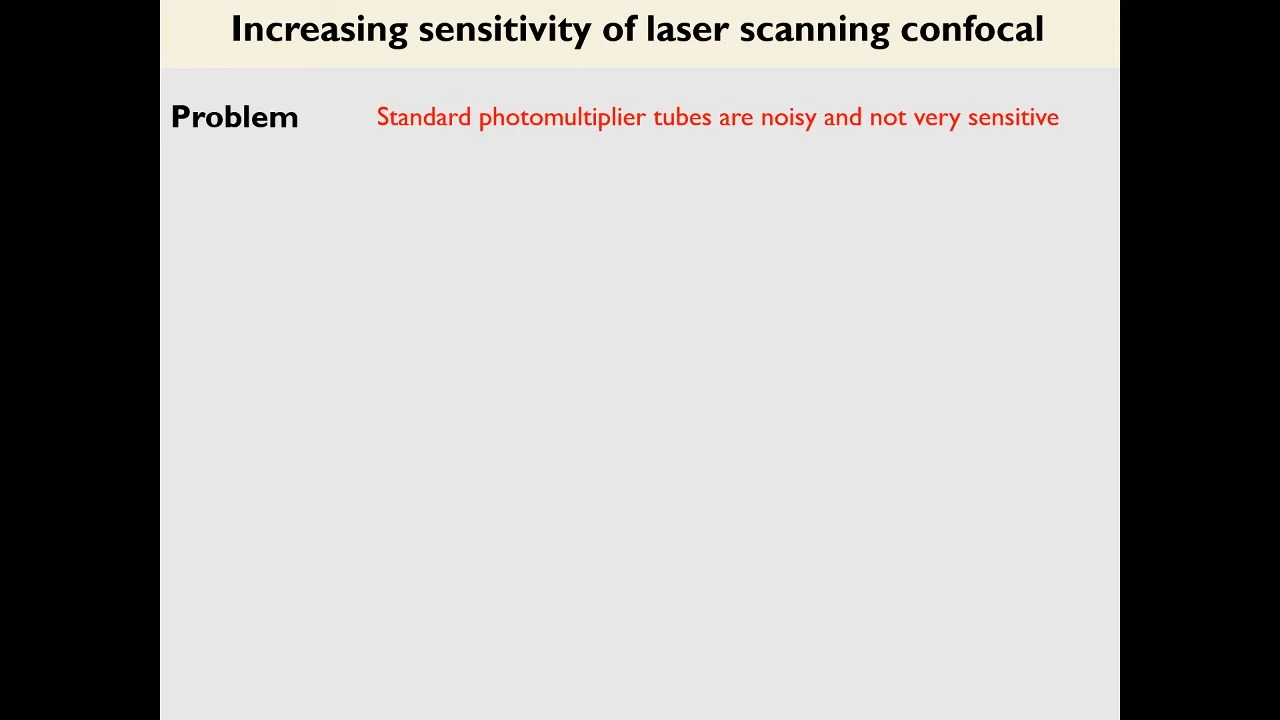 Increasing sensitivity of laser scanning confocal
Problem
Standard photomultiplier tubes are noisy and not very sensitive